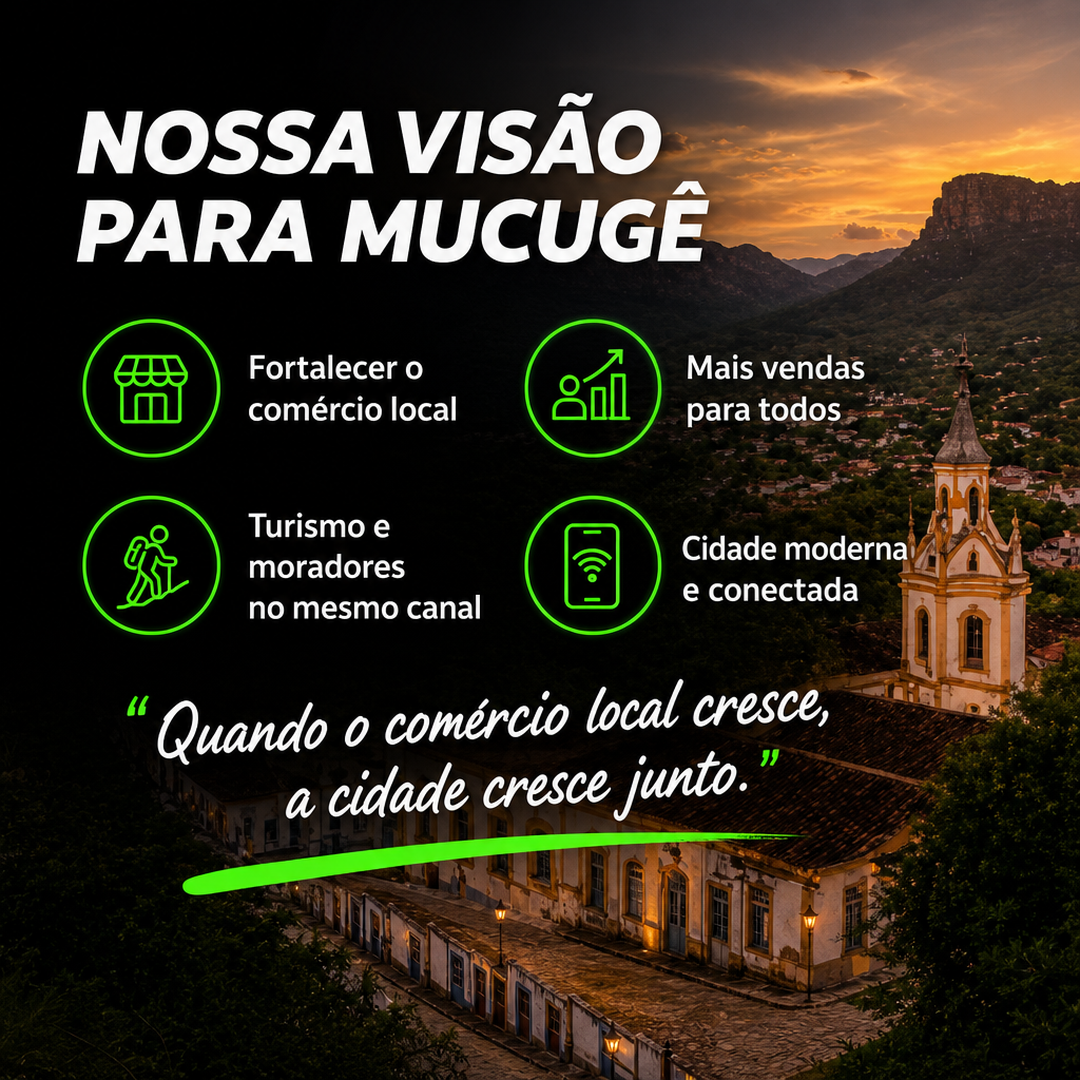 NOSSA VISÃO
PARA MUCUGÊ
Fortalecer o
comércio local
Mais vendas
para todos
Turismo e
moradores
no mesmo canal
Cidade moderna
e conectada
“Quando o comércio local cresce,
a cidade cresce junto.”